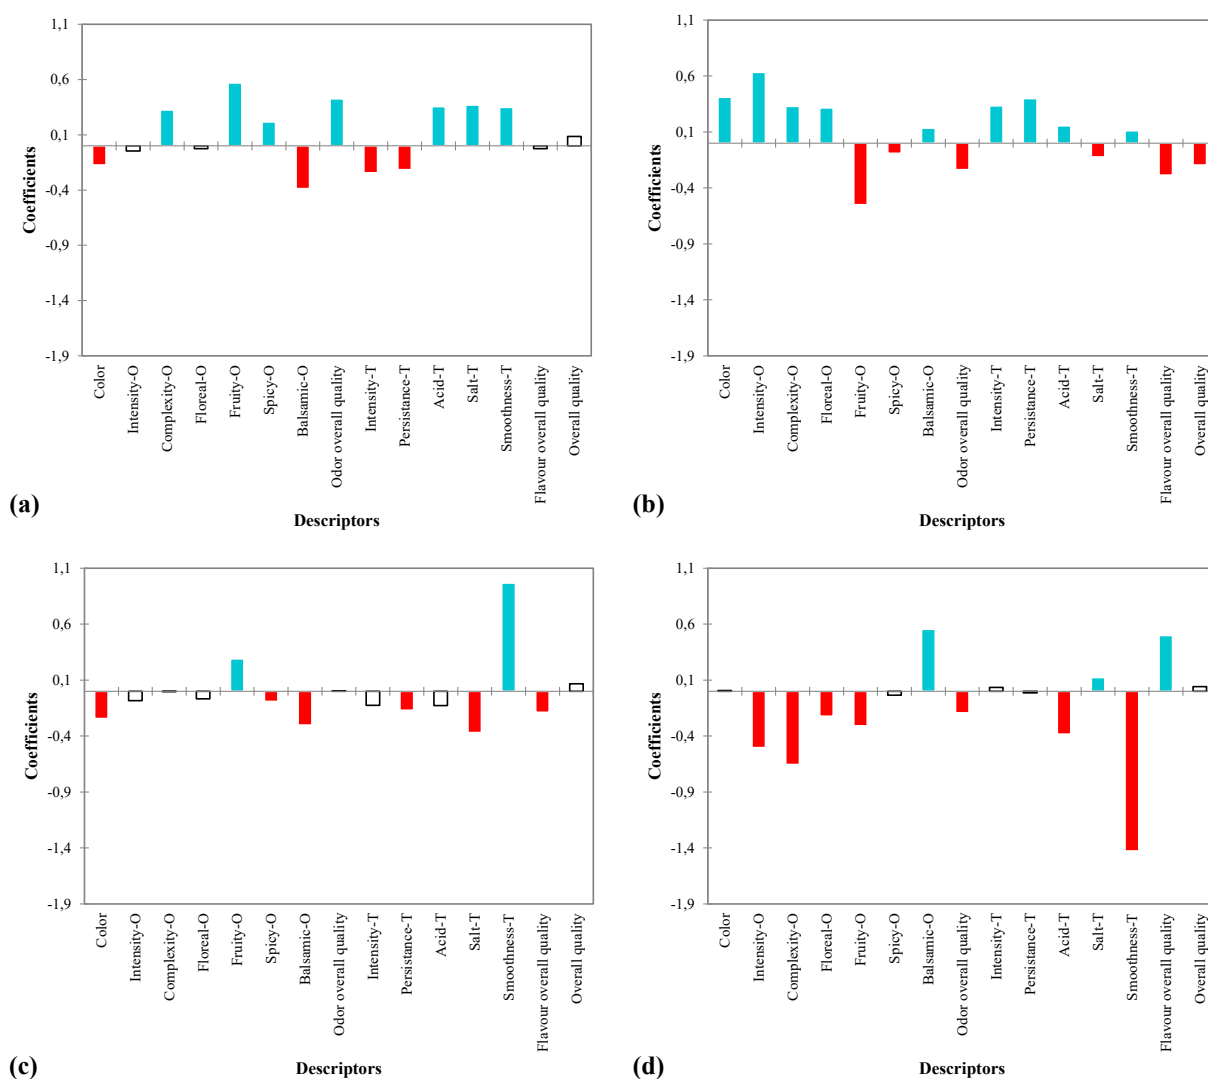 1,1
0,6
0,1
-0,4
-0,9
-1,4
-1,9
Coefficients
Color
Intensity-O
Complexity-O
Floreal-O
Fruity-O
Spicy-O
Balsamic-O
Odor overall quality
Intensity-T
Persistance-T
Acid-T
Salt-T
Smoothness-T
Flavour overall quality
Overall quality
(a)
Descriptors
1,1
0,6
0,1
-0,4
-0,9
-1,4
-1,9
Coefficients
Color
Intensity-O
Complexity-O
Floreal-O
Fruity-O
Spicy-O
Balsamic-O
Odor overall quality
Intensity-T
Persistance-T
Acid-T
Salt-T
Smoothness-T
Flavour overall quality
Overall quality
(b)
Descriptors
1,1
0,6
0,1
-0,4
-0,9
-1,4
-1,9
Coefficients
Color
Intensity-O
Complexity-O
Floreal-O
Fruity-O
Spicy-O
Balsamic-O
Odor overall quality
Intensity-T
Persistance-T
Acid-T
Salt-T
Smoothness-T
Flavour overall quality
Overall quality
(c)
Descriptors
1,1
0,6
0,1
-0,4
-0,9
-1,4
-1,9
Coefficients
Color
Intensity-O
Complexity-O
Floreal-O
Fruity-O
Spicy-O
Balsamic-O
Odor overall quality
Intensity-T
Persistance-T
Acid-T
Salt-T
Smoothness-T
Flavour overall quality
Overall quality
(d)
Descriptors